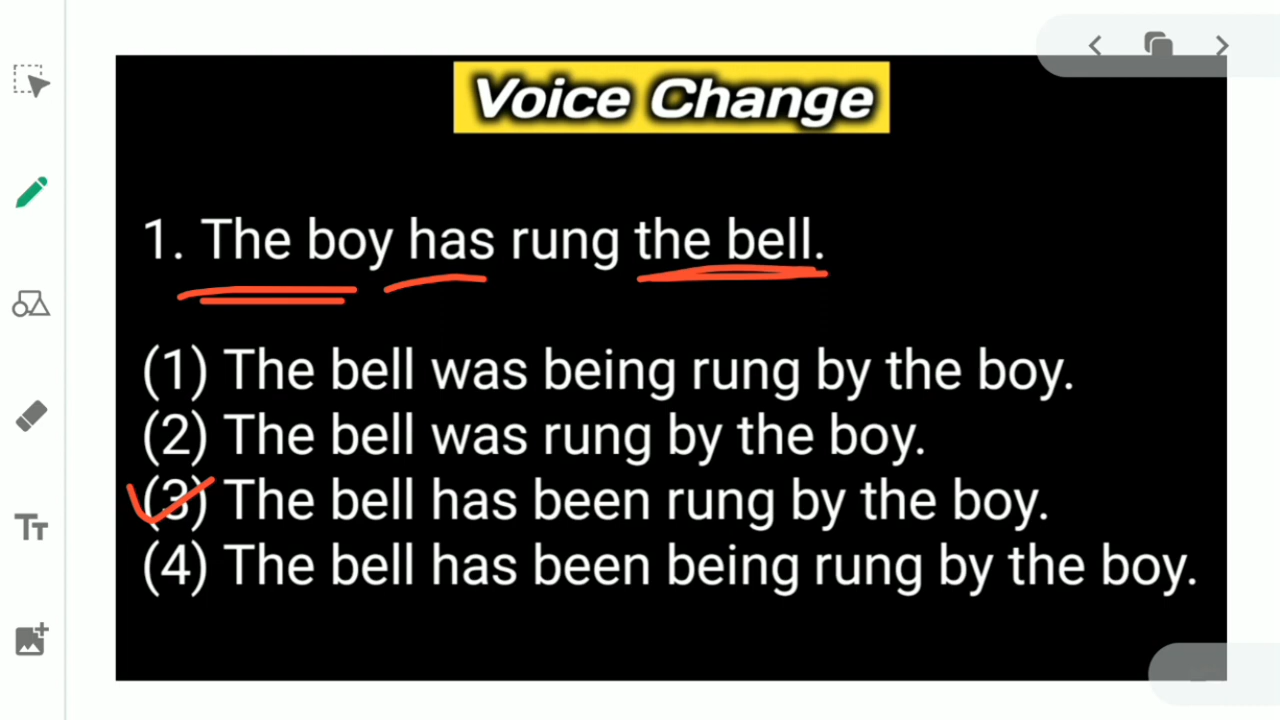 Voice Change
1. The boy has rung the bell.
(1) The bell was being rung by the boy.
(2) The bell was rung by the boy.
(3) The bell has been rung by the boy.
(4) The bell has been being rung by the boy.
Tт